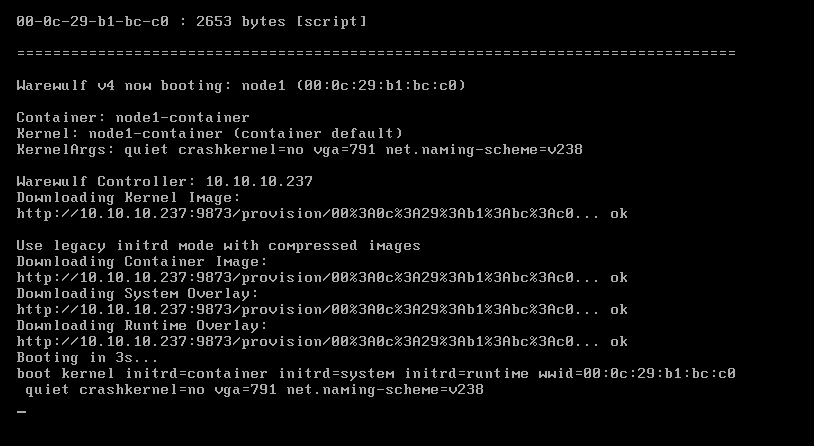 00-0c-29-b1-bc-c0 : 2653 bytes [script]
================================================================================
Warewulf v4 now booting: node1 (00:0c:29:b1:bc:c0)
Container: node1-container
Kernel: node1-container (container default)
KernelArgs: quiet crashkernel=no vga=791 net.naming-scheme=v238
Warewulf Controller: 10.10.10.237
Downloading Kernel Image:
http://10.10.10.237:9873/provision/00%3A0c%3A29%3Ab1%3Abc%3Ac0... ok
Use legacy initrd mode with compressed images
Downloading Container Image:
http://10.10.10.237:9873/provision/00%3A0c%3A29%3Ab1%3Abc%3Ac0... ok
Downloading System Overlay:
http://10.10.10.237:9873/provision/00%3A0c%3A29%3Ab1%3Abc%3Ac0... ok
Downloading Runtime Overlay:
http://10.10.10.237:9873/provision/00%3A0c%3A29%3Ab1%3Abc%3Ac0... ok
Booting in 3s...
boot kernel initrd=container initrd=system initrd=runtime wwid=00:0c:29:b1:bc:c0
 quiet crashkernel=no vga=791 net.naming-scheme=v238
_